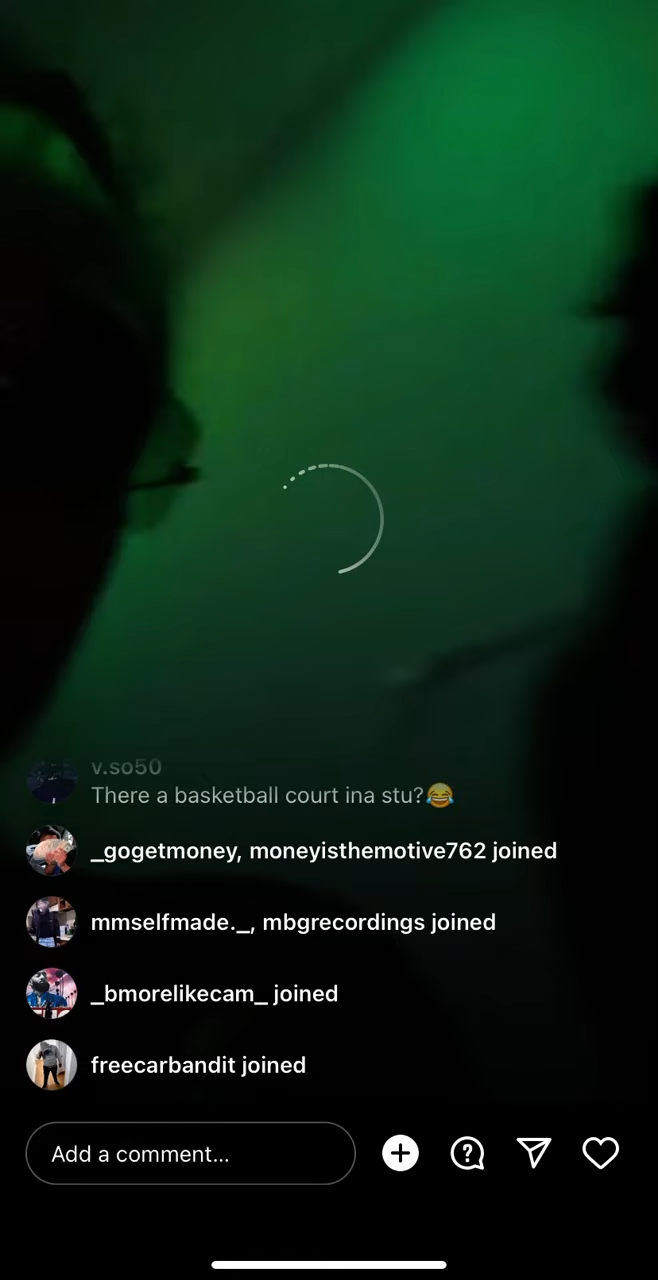 v.so50
There a basketball court ina stu?😂
_gogetmoney, moneyisthemotive762 joined
mmselfmade._, mbgrecordings joined
_bmorelikecam_ joined
freecarbandit joined
Add a comment...